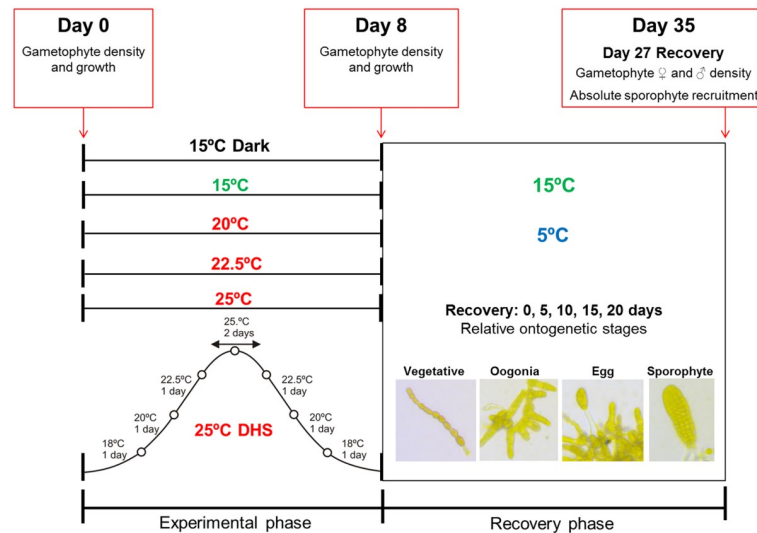 Day 0
Gametophyte density
and growth
Day 8
Gametophyte density
and growth
Day 35
Day 27 Recovery
Gametophyte ♀ and ♂ density
Absolute sporophyte recruitment
15ºC Dark
15ºC
20ºC
22.5ºC
25ºC
25.ºC
2 days
22.5ºC
1 day
22.5ºC
1 day
20ºC
1 day
20ºC
1 day
18ºC
1 day
18ºC
1 day
25ºC DHS
15ºC
5ºC
Recovery: 0, 5, 10, 15, 20 days
Relative ontogenetic stages
Vegetative
Oogonia
Egg
Sporophyte
Experimental phase
Recovery phase